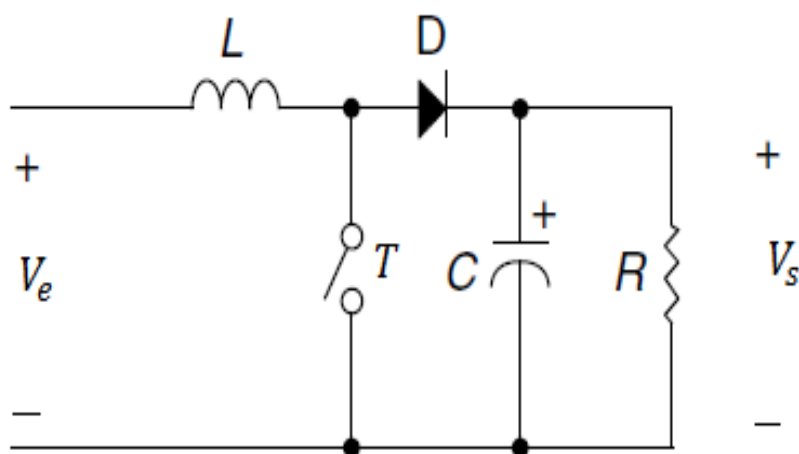 L D
+ +
+
V_e T C R V_s
− −